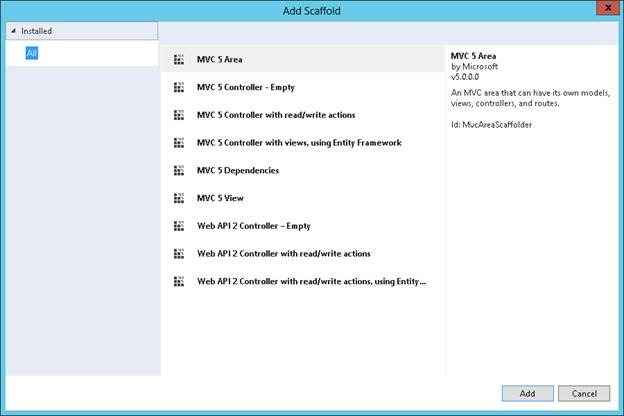 Add Scaffold
x
Installed
All
MVC 5 Area
MVC 5 Controller - Empty
MVC 5 Controller with read/write actions
MVC 5 Controller with views, using Entity Framework
MVC 5 Dependencies
MVC 5 View
Web API 2 Controller – Empty
Web API 2 Controller with read/write actions
Web API 2 Controller with read/write actions, using Entity...
MVC 5 Area
by Microsoft
v5.0.0.0
An MVC area that can have its own models,
views, controllers, and routes.
Id: MvcAreaScaffolder
Add
Cancel